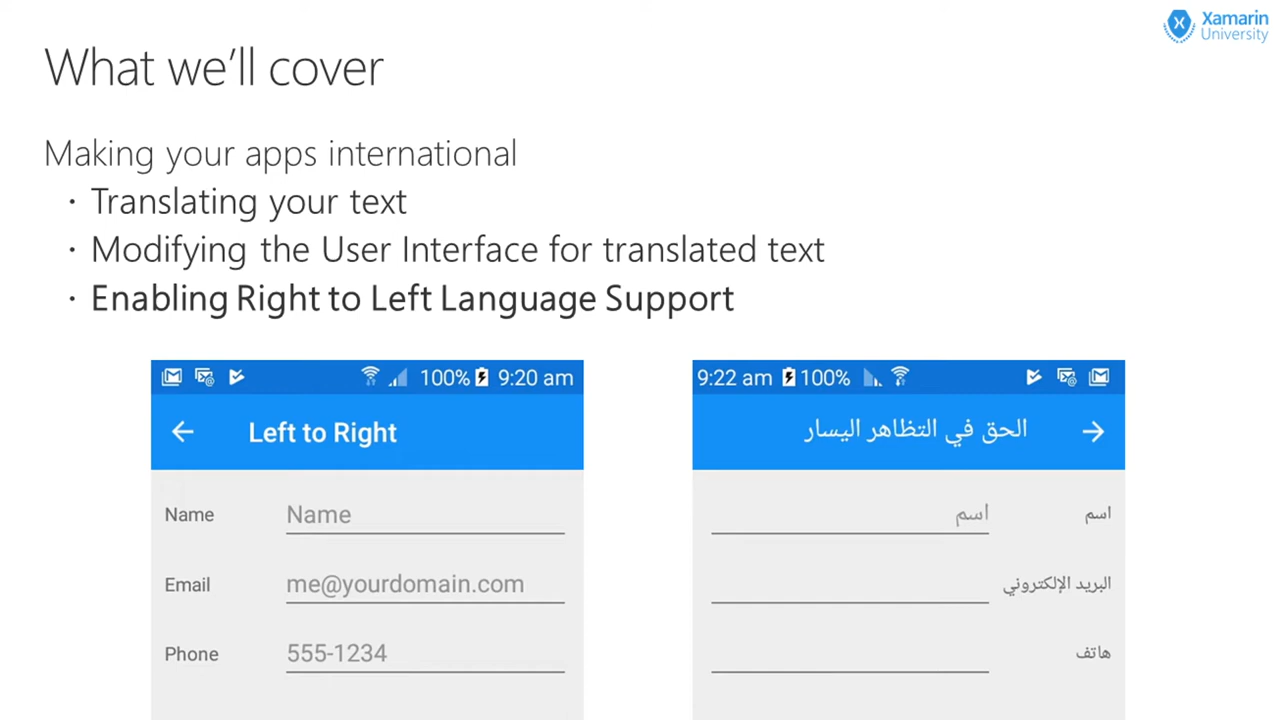 Xamarin
University
What we'll cover
Making your apps international
· Translating your text
· Modifying the User Interface for translated text
· Enabling Right to Left Language Support
100% 9:20 am
Left to Right
Name Name
Email me@yourdomain.com
Phone 555-1234
9:22 am 100%
الحق في التظاهر اليسار
اسم اسم
البريد الإلكتروني
هاتف